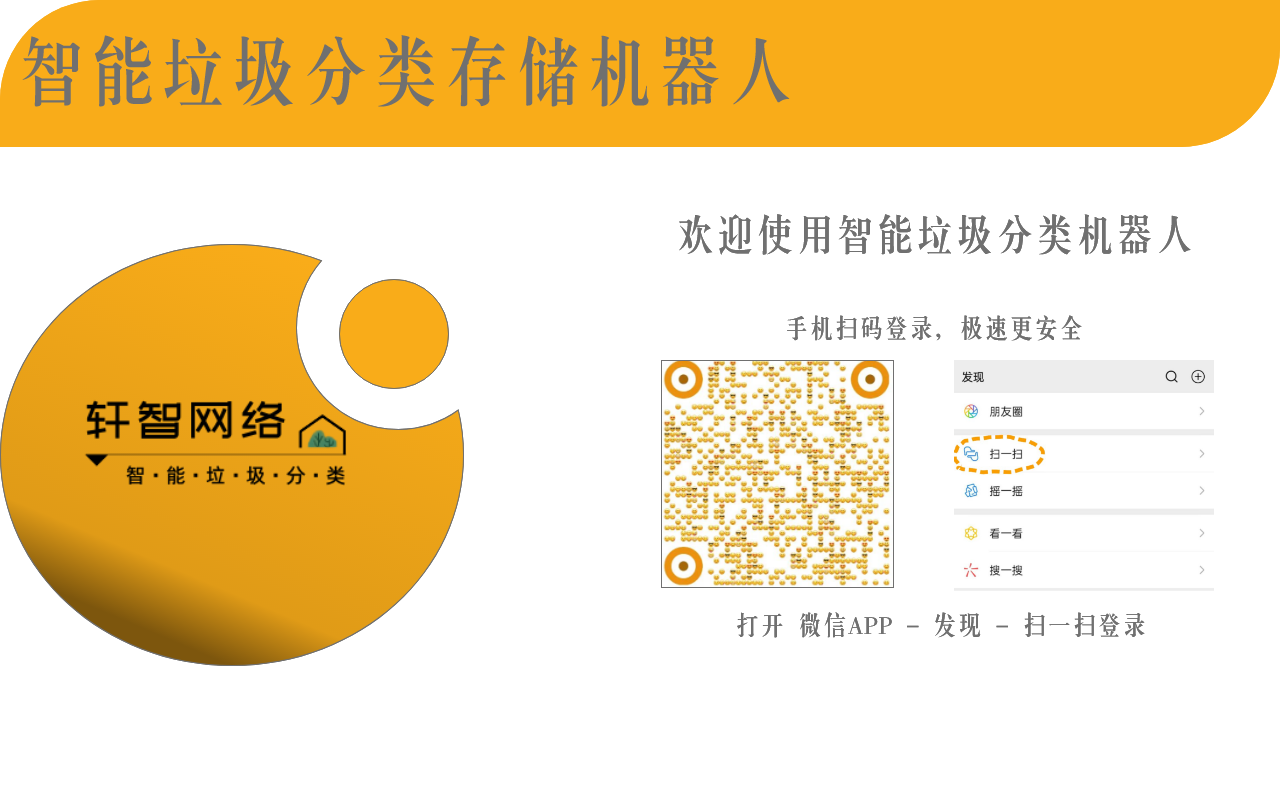 智能垃圾分类存储机器人
欢迎使用智能垃圾分类机器人
手机扫码登录，极速更安全
轩智网络
智·能·垃·圾·分·类
发现
朋友圈
扫一扫
摇一摇
看一看
搜一搜
打开 微信APP - 发现 - 扫一扫登录